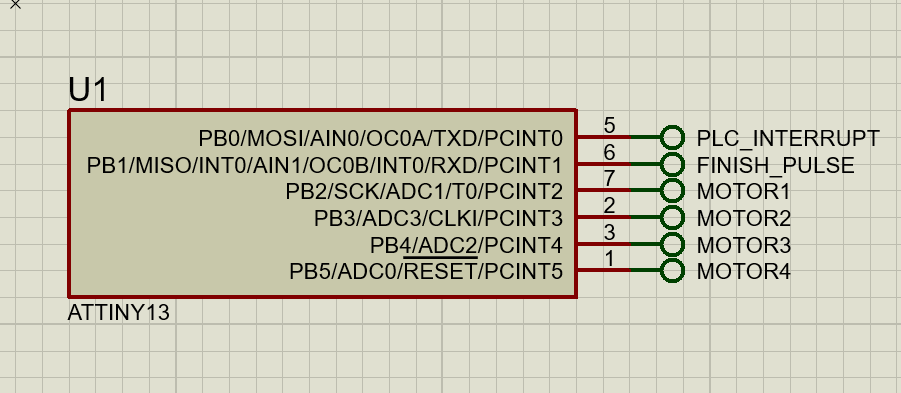 U1
PB0/MOSI/AIN0/OC0A/TXD/PCINT0 5 PLC_INTERRUPT
PB1/MISO/INT0/AIN1/OC0B/INT0/RXD/PCINT1 6 FINISH_PULSE
PB2/SCK/ADC1/T0/PCINT2 7 MOTOR1
PB3/ADC3/CLKI/PCINT3 2 MOTOR2
PB4/ADC2/PCINT4 3 MOTOR3
PB5/ADC0/RESET/PCINT5 1 MOTOR4
ATTINY13